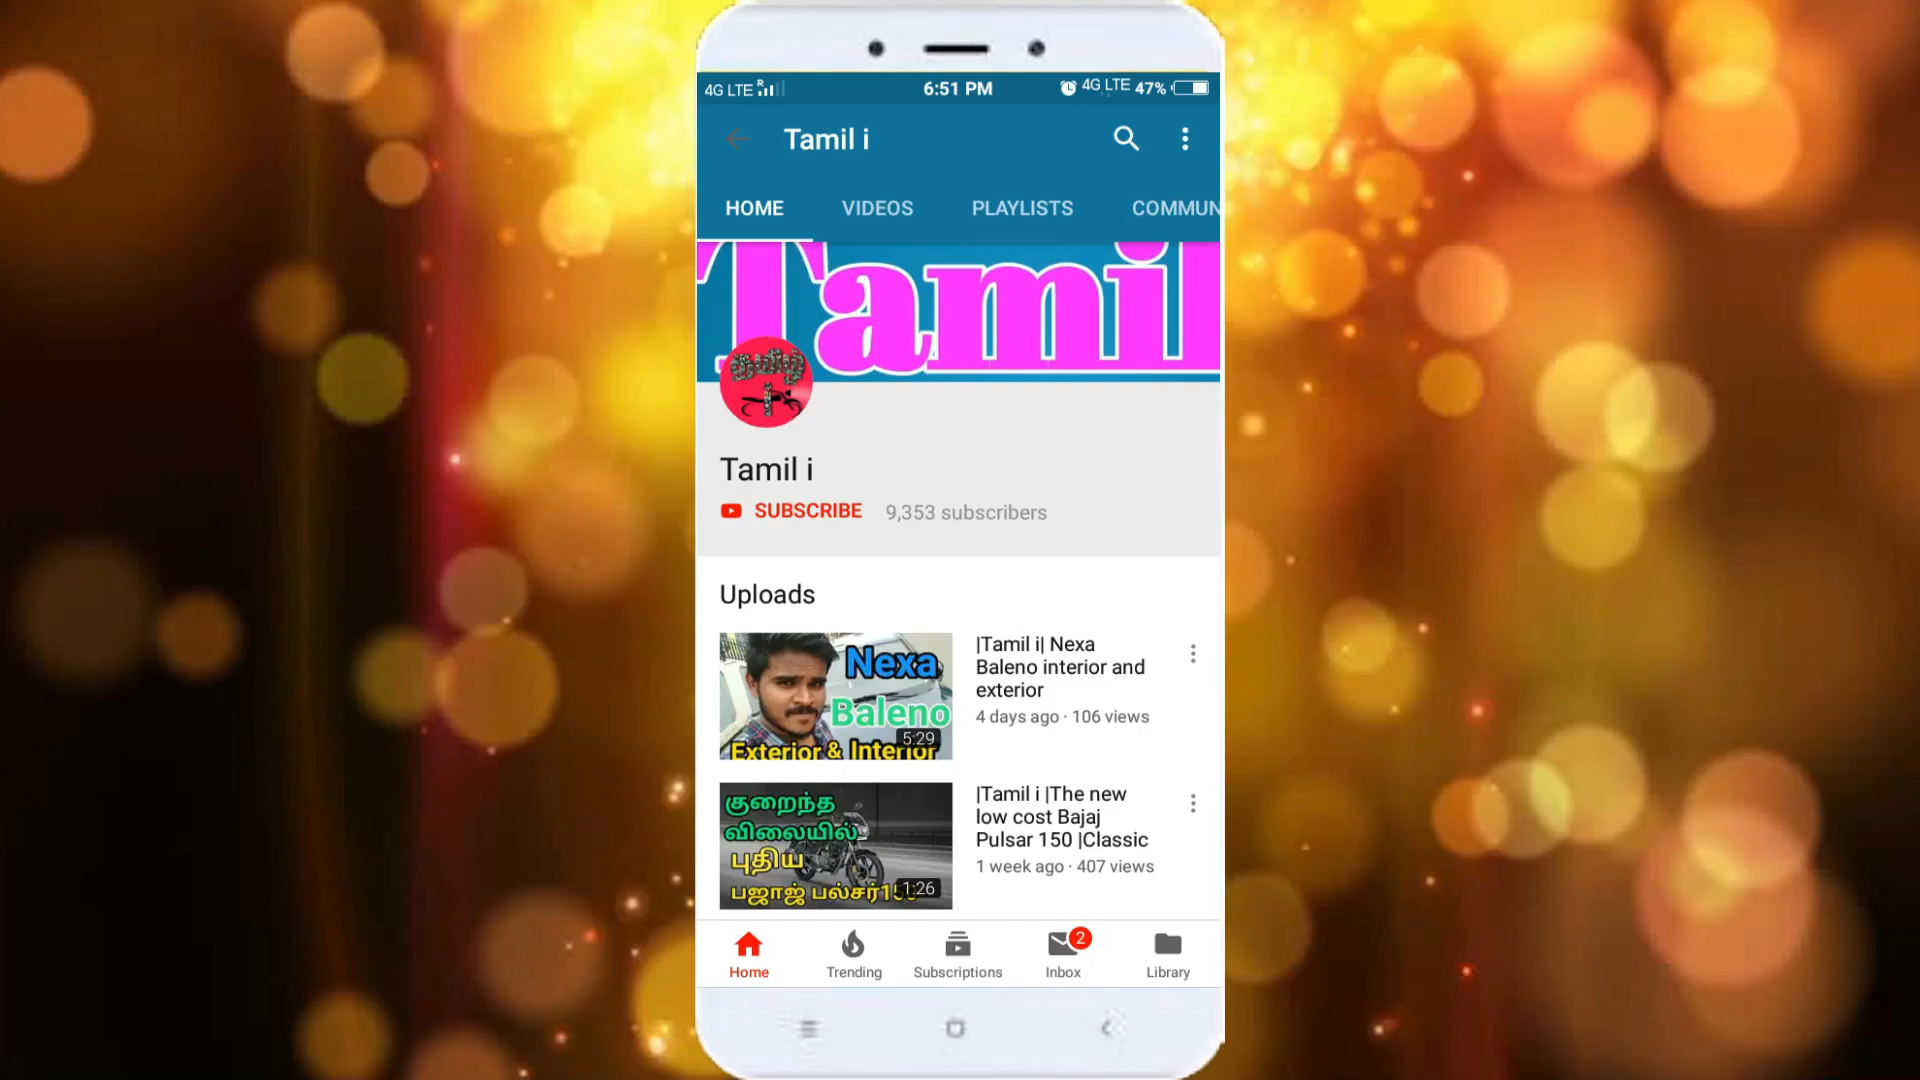 4G LTE R 6:51 PM 4G LTE 47%
Tamil i
HOME VIDEOS PLAYLISTS COMMUN
Tamil
தமிழ்
i
Tamil i
SUBSCRIBE 9,353 subscribers
Uploads
Nexa
Baleno
5:29
Exterior & Interior
|Tamil i| Nexa
Baleno interior and
exterior
4 days ago · 106 views
குறைந்த
விலையில்
புதிய
பஜாஜ் பல்சர்150
1:26
|Tamil i |The new
low cost Bajaj
Pulsar 150 |Classic
1 week ago · 407 views
2
Home Trending Subscriptions Inbox Library